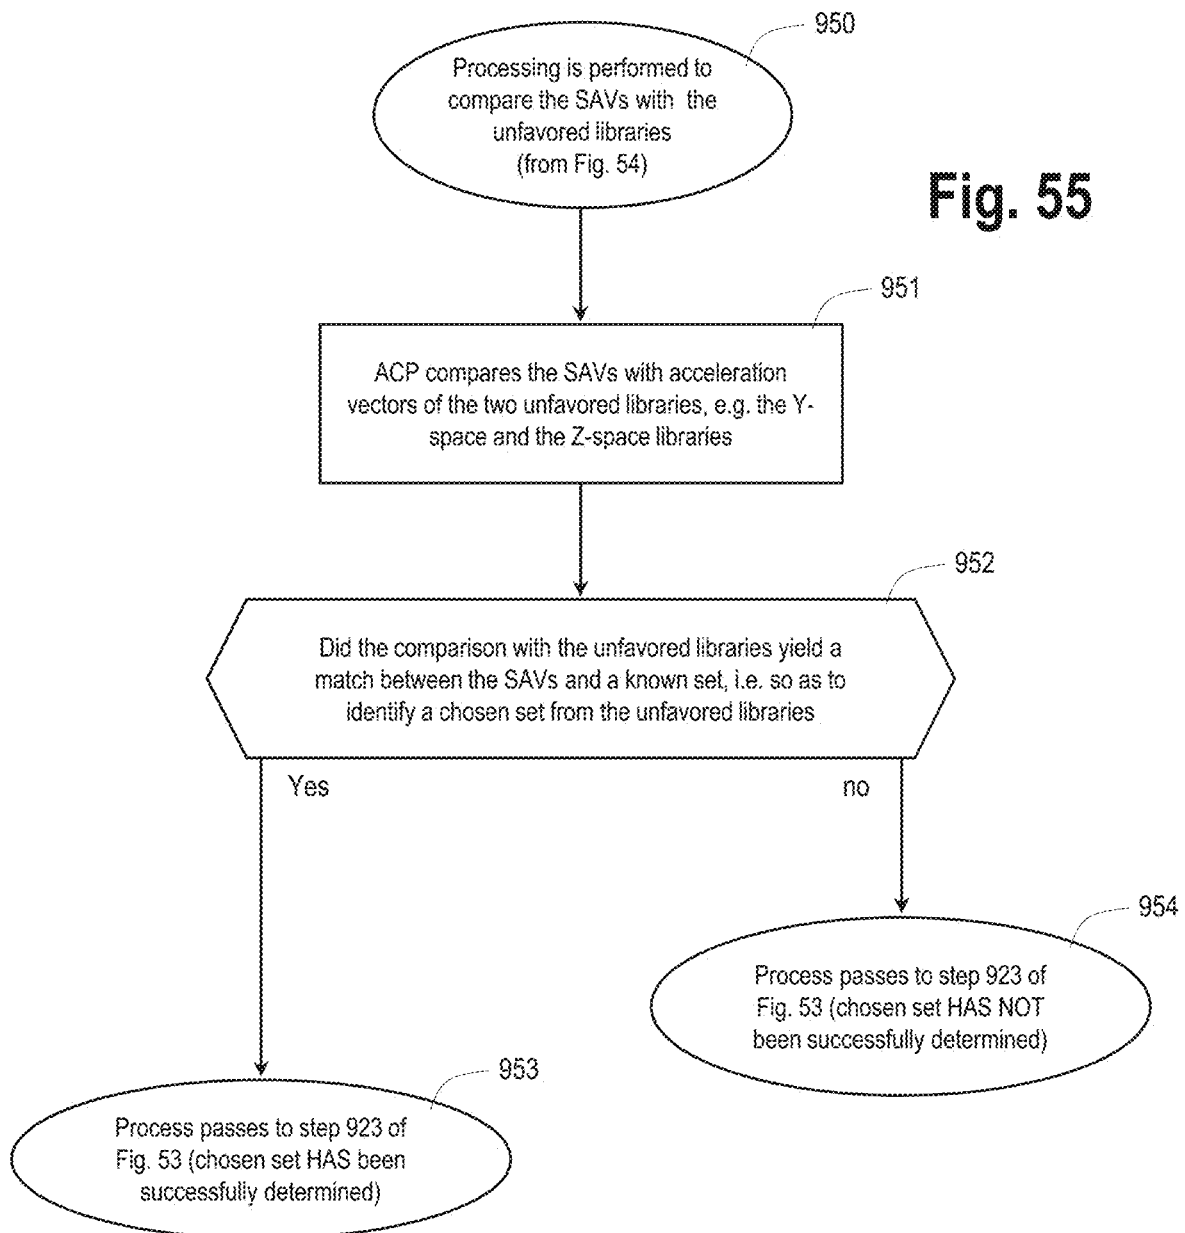 950
Processing is performed to
compare the SAVs with the
unfavored libraries
(from Fig. 54)
Fig. 55
951
ACP compares the SAVs with acceleration
vectors of the two unfavored libraries, e.g. the Y-
space and the Z-space libraries
952
Did the comparison with the unfavored libraries yield a
match between the SAVs and a known set, i.e. so as to
identify a chosen set from the unfavored libraries
Yes
no
954
Process passes to step 923 of
Fig. 53 (chosen set HAS NOT
been successfully determined)
953
Process passes to step 923 of
Fig. 53 (chosen set HAS been
successfully determined)